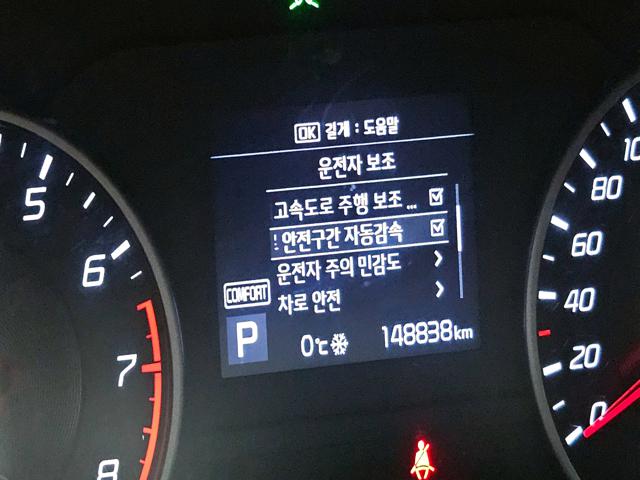 OK 길게 : 도움말
운전자 보조
고속도로 주행 보조 ...
안전구간 자동감속
운전자 주의 민감도
차로 안전
COMFORT
P
0℃
148838km
5
6
7
8
100
80
60
40
20
0